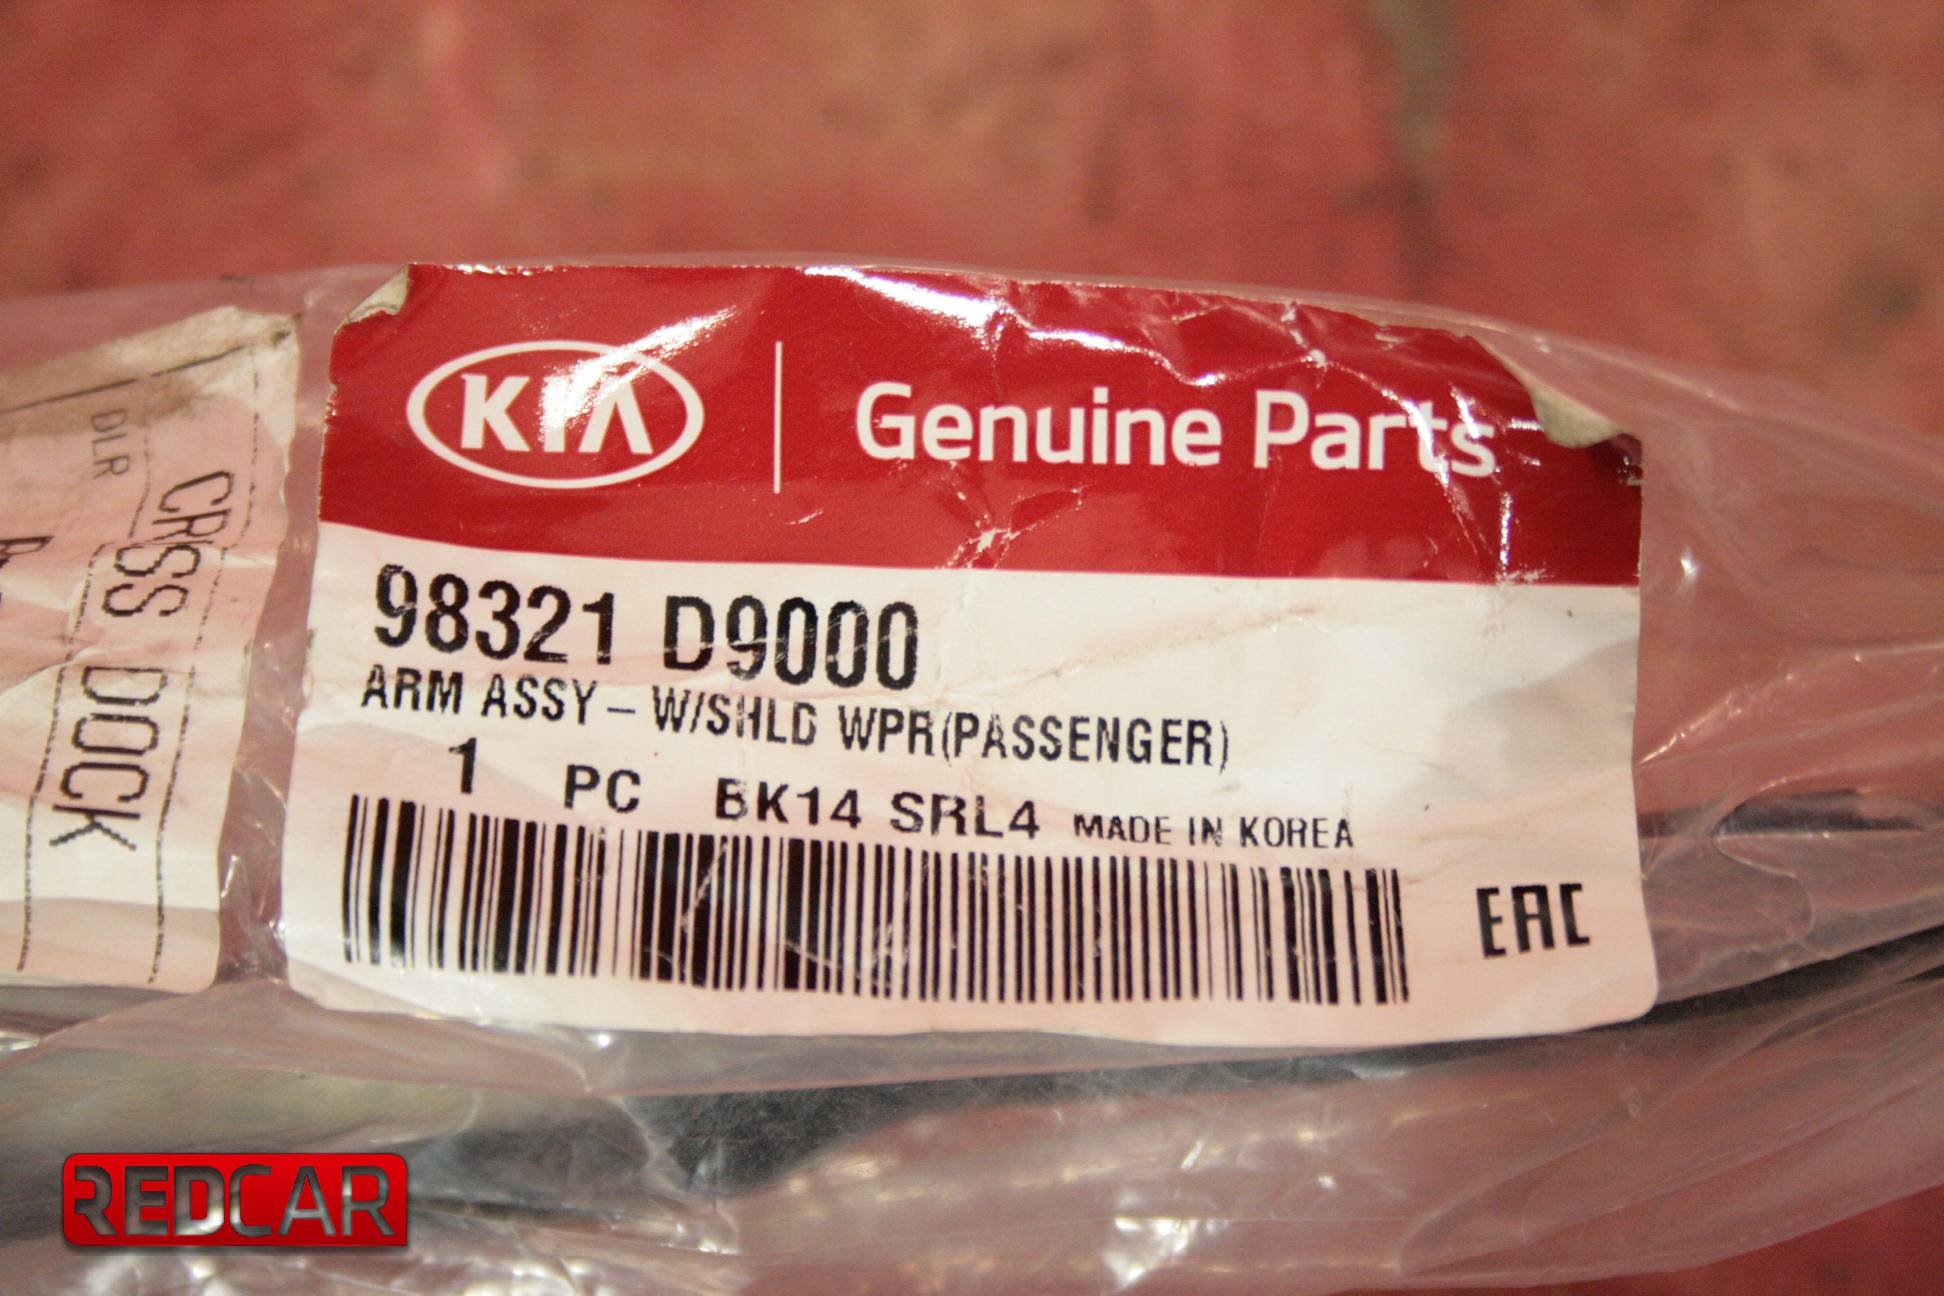 KIA Genuine Parts
98321 D9000
ARM ASSY - W/SHLD WPR(PASSENGER)
1 PC BK14 SRL4 MADE IN KOREA
EAC
DLR
CRSS DOCK
REDCAR